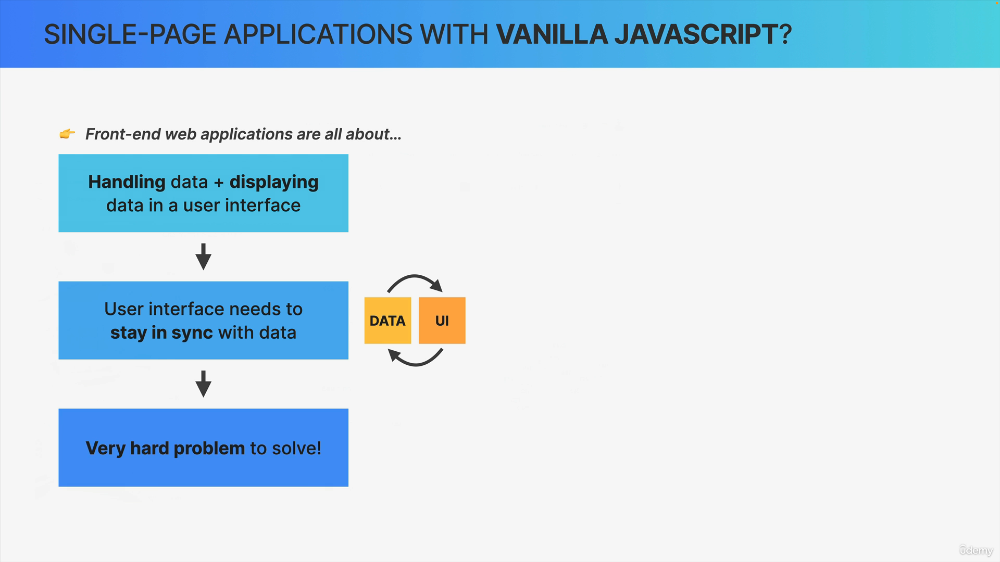 SINGLE-PAGE APPLICATIONS WITH VANILLA JAVASCRIPT?
👉 Front-end web applications are all about…
Handling data + displaying
data in a user interface
User interface needs to
stay in sync with data
DATA
UI
Very hard problem to solve!
ûdemy